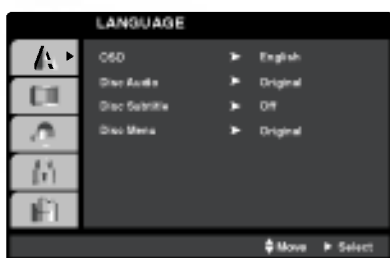 LANGUAGE
OSD ► English
Disc Audio ► Original
Disc Subtitle ► Off
Disc Menu ► Original
Move ► Select